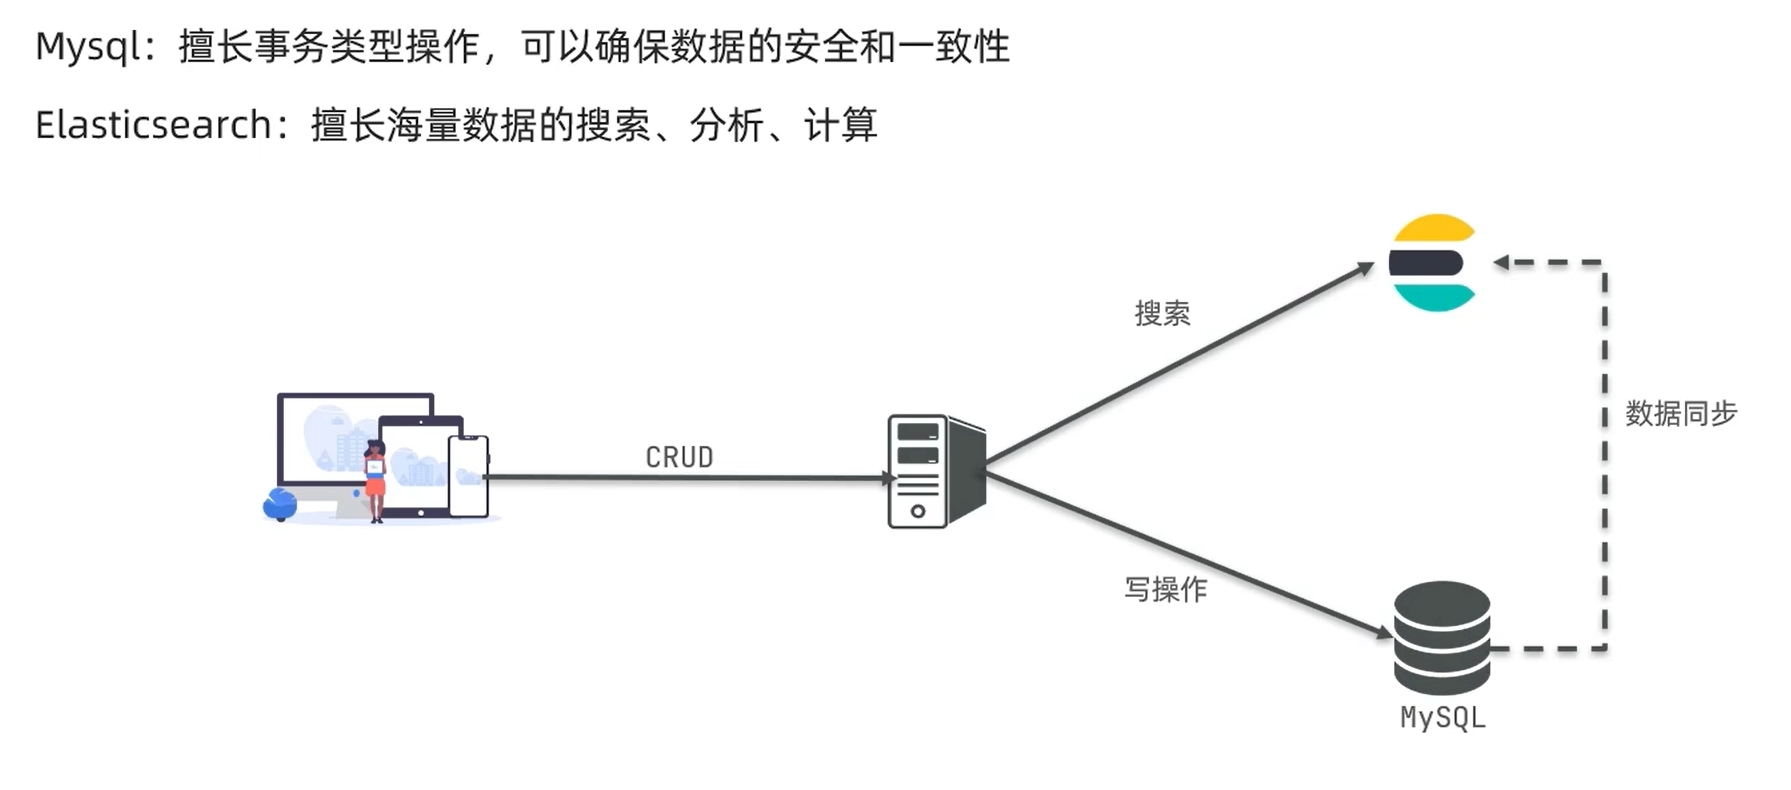 Mysql：擅长事务类型操作，可以确保数据的安全和一致性
Elasticsearch：擅长海量数据的搜索、分析、计算
搜索
数据同步
CRUD
写操作
MySQL